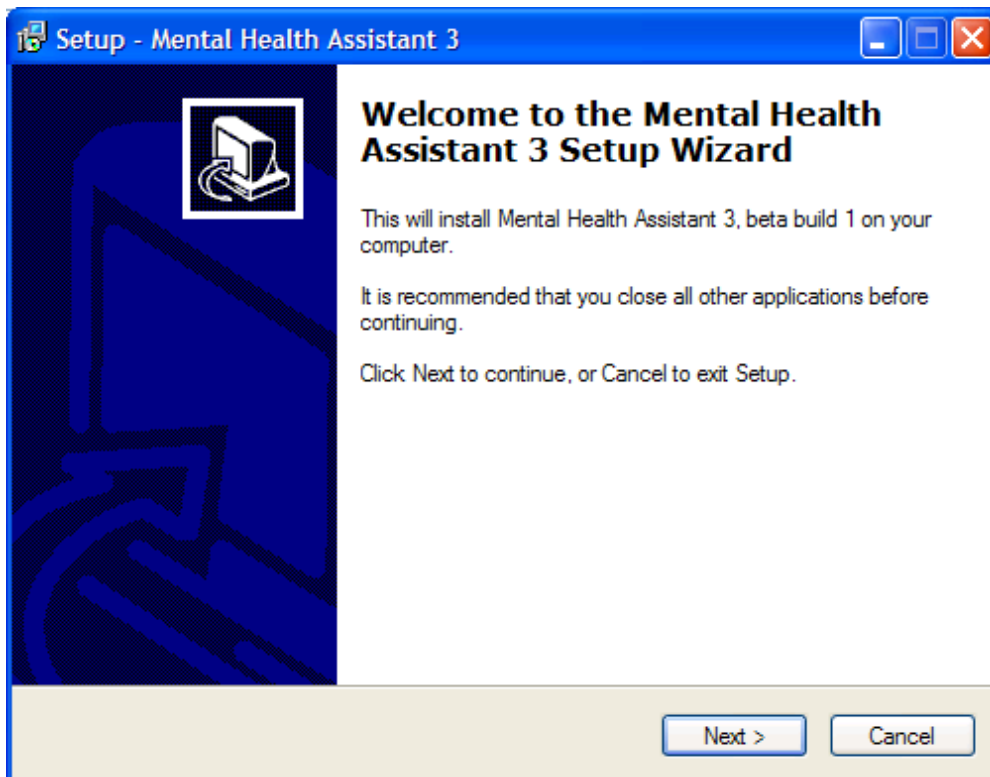 Setup - Mental Health Assistant 3
Welcome to the Mental Health
Assistant 3 Setup Wizard
This will install Mental Health Assistant 3, beta build 1 on your
computer.
It is recommended that you close all other applications before
continuing.
Click Next to continue, or Cancel to exit Setup.
Next >
Cancel